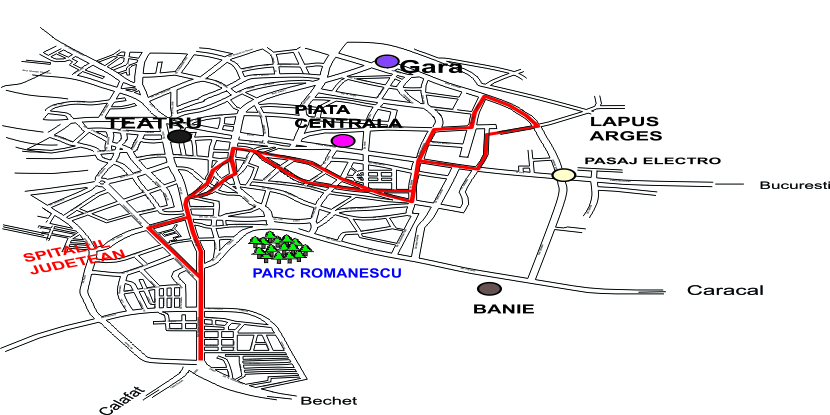 Gara
PIATA
CENTRALA
TEATRU
LAPUS
ARGES
PASAJ ELECTRO
Bucuresti
SPITALUL
JUDETEAN
PARC ROMANESCU
Caracal
BANIE
Calafat
Bechet